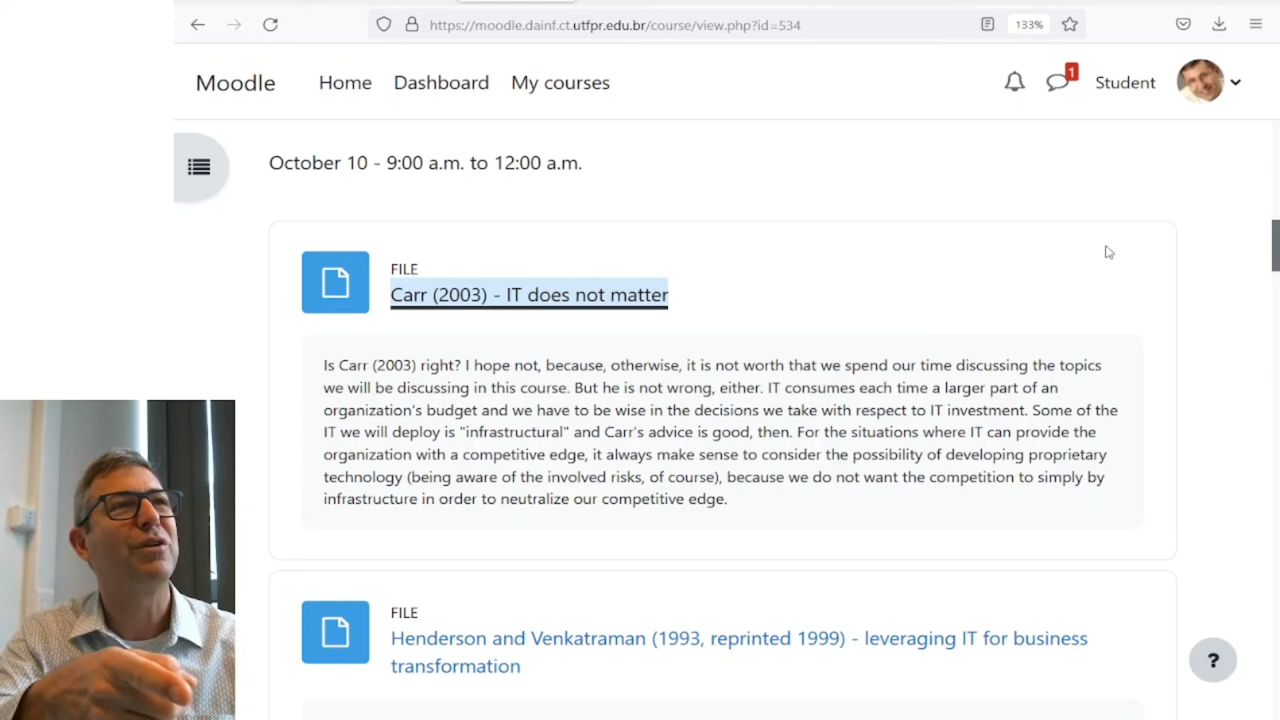 https://moodle.dainf.ct.utfpr.edu.br/course/view.php?id=534
133%
Moodle
Home
Dashboard
My courses
1
Student
October 10 - 9:00 a.m. to 12:00 a.m.
FILE
Carr (2003) - IT does not matter
Is Carr (2003) right? I hope not, because, otherwise, it is not worth that we spend our time discussing the topics
we will be discussing in this course. But he is not wrong, either. IT consumes each time a larger part of an
organization's budget and we have to be wise in the decisions we take with respect to IT investment. Some of the
IT we will deploy is "infrastructural" and Carr's advice is good, then. For the situations where IT can provide the
organization with a competitive edge, it always make sense to consider the possibility of developing proprietary
technology (being aware of the involved risks, of course), because we do not want the competition to simply by
infrastructure in order to neutralize our competitive edge.
FILE
Henderson and Venkatraman (1993, reprinted 1999) - leveraging IT for business
transformation
?